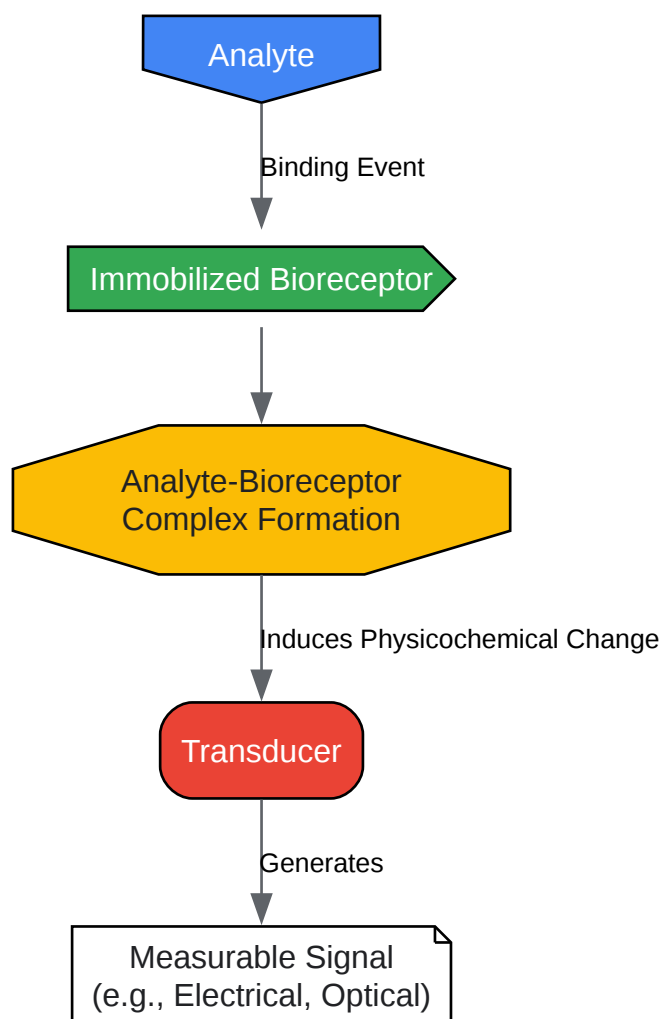 Analyte
Binding Event
Immobilized Bioreceptor
Analyte-Bioreceptor
Complex Formation
Induces Physicochemical Change
Transducer
Generates
Measurable Signal
(e.g., Electrical, Optical)